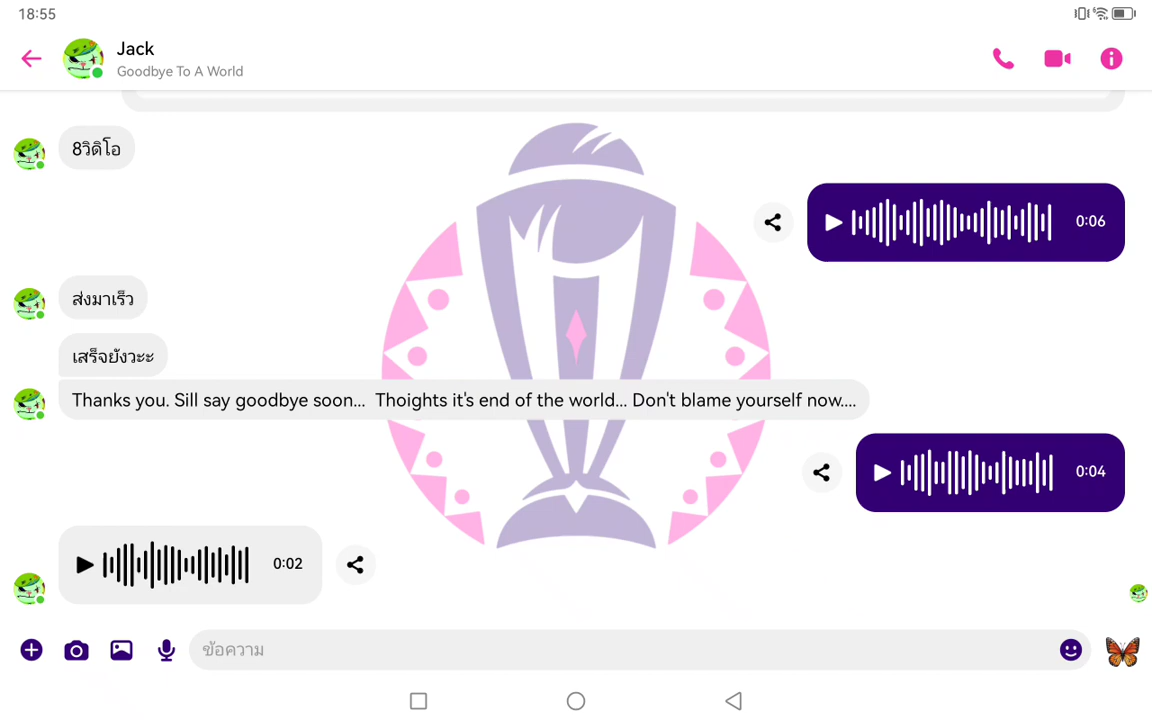 18:55
Jack
Goodbye To A World
8วิดิโอ
0:06
ส่งมาเร็ว
เสร็จยังวะะ
Thanks you. Sill say goodbye soon... Thoights it's end of the world... Don't blame yourself now....
0:04
0:02
ข้อความ